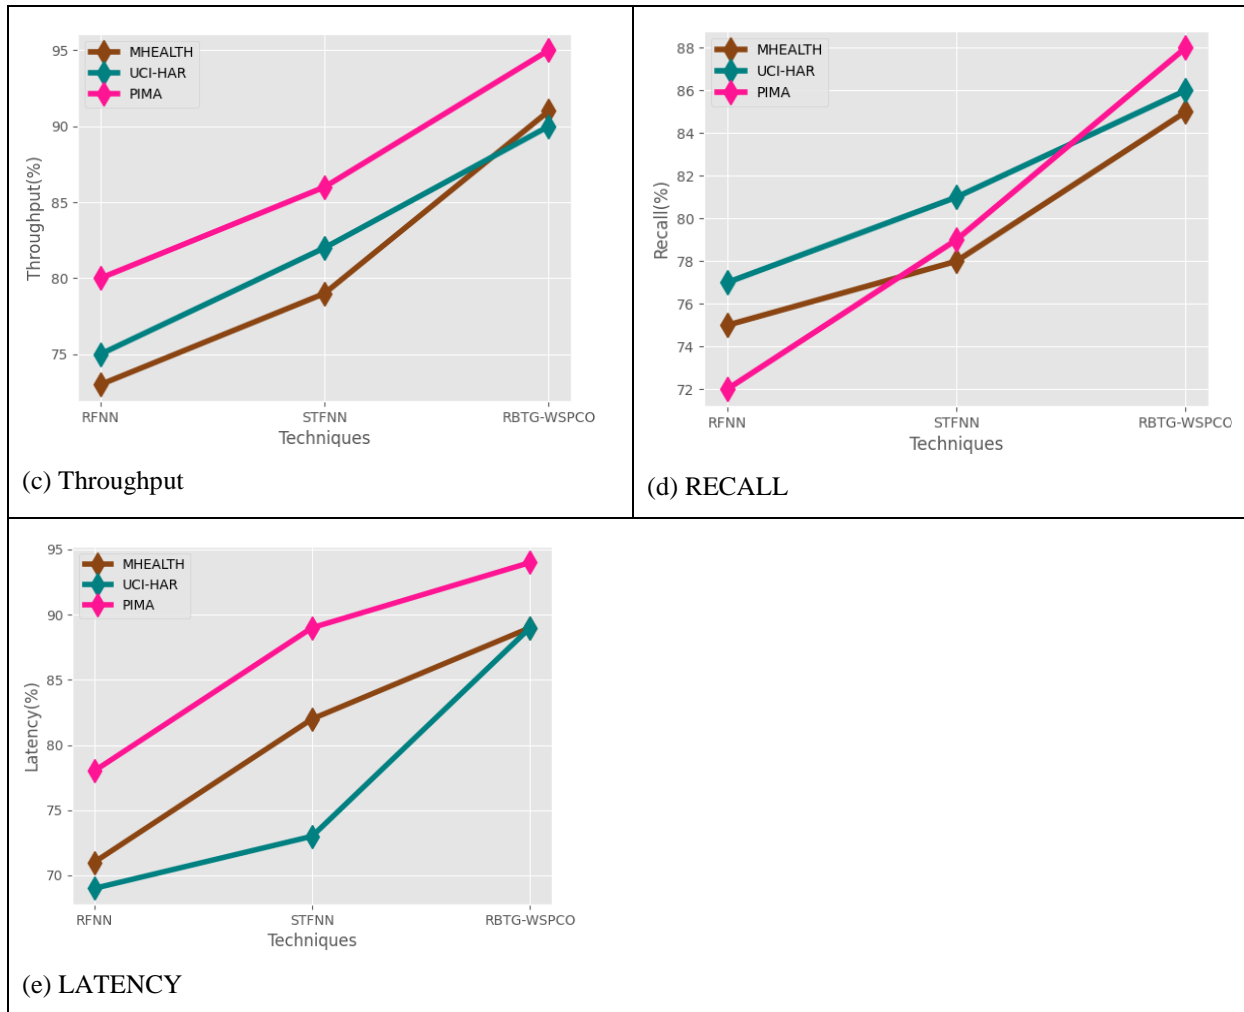 95
90
85
80
75
Throughput(%)
MHEALTH
UCI-HAR
PIMA
RFNN
STFNN
RBTG-WSPCO
Techniques
(c) Throughput
88
86
84
82
80
78
76
74
72
Recall(%)
MHEALTH
UCI-HAR
PIMA
RFNN
STFNN
RBTG-WSPCO
Techniques
(d) RECALL
95
90
85
80
75
70
Latency(%)
MHEALTH
UCI-HAR
PIMA
RFNN
STFNN
RBTG-WSPCO
Techniques
(e) LATENCY